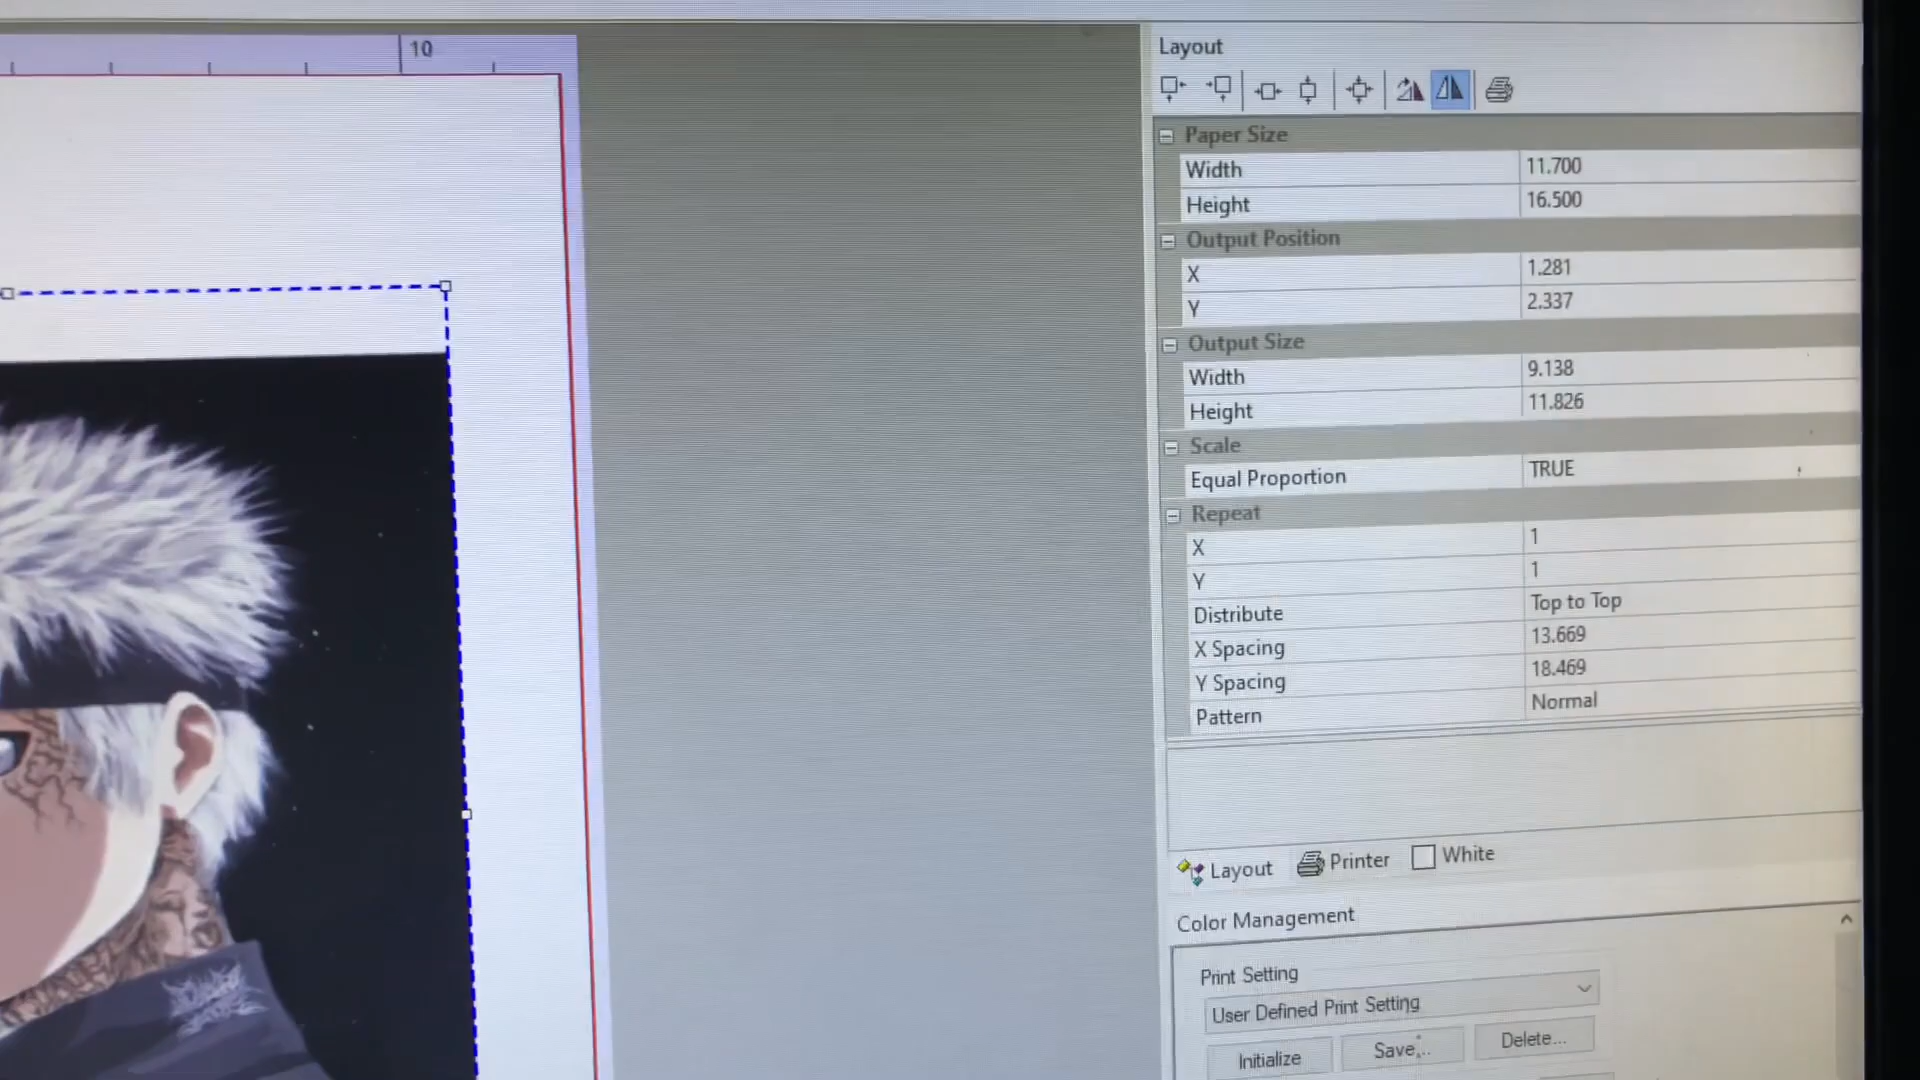 10
Layout
Paper Size
Width 11.700
Height 16.500
Output Position
X 1.281
Y 2.337
Output Size
Width 9.138
Height 11.826
Scale
Equal Proportion TRUE
Repeat
X 1
Y 1
Distribute Top to Top
X Spacing 13.669
Y Spacing 18.469
Pattern Normal
Layout Printer White
Color Management
Print Setting
User Defined Print Setting
Initialize Save... Delete...